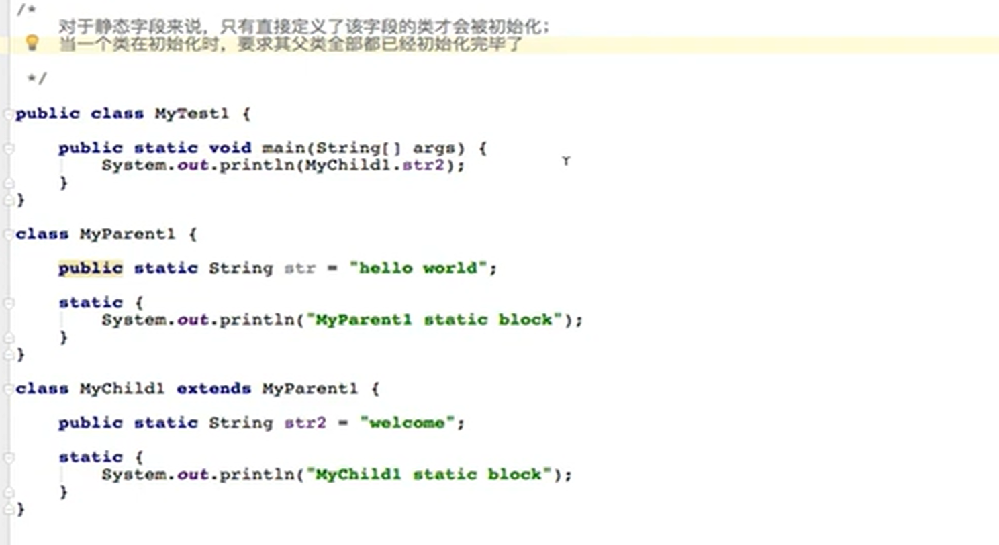 /*
对于静态字段来说，只有直接定义了该字段的类才会被初始化；
当一个类在初始化时，要求其父类全部都已经初始化完毕了
*/
public class MyTest1 {
public static void main(String[] args) {
System.out.println(MyChild1.str2);
}
}
class MyParent1 {
public static String str = "hello world";
static {
System.out.println("MyParent1 static block");
}
}
class MyChild1 extends MyParent1 {
public static String str2 = "welcome";
static {
System.out.println("MyChild1 static block");
}
}